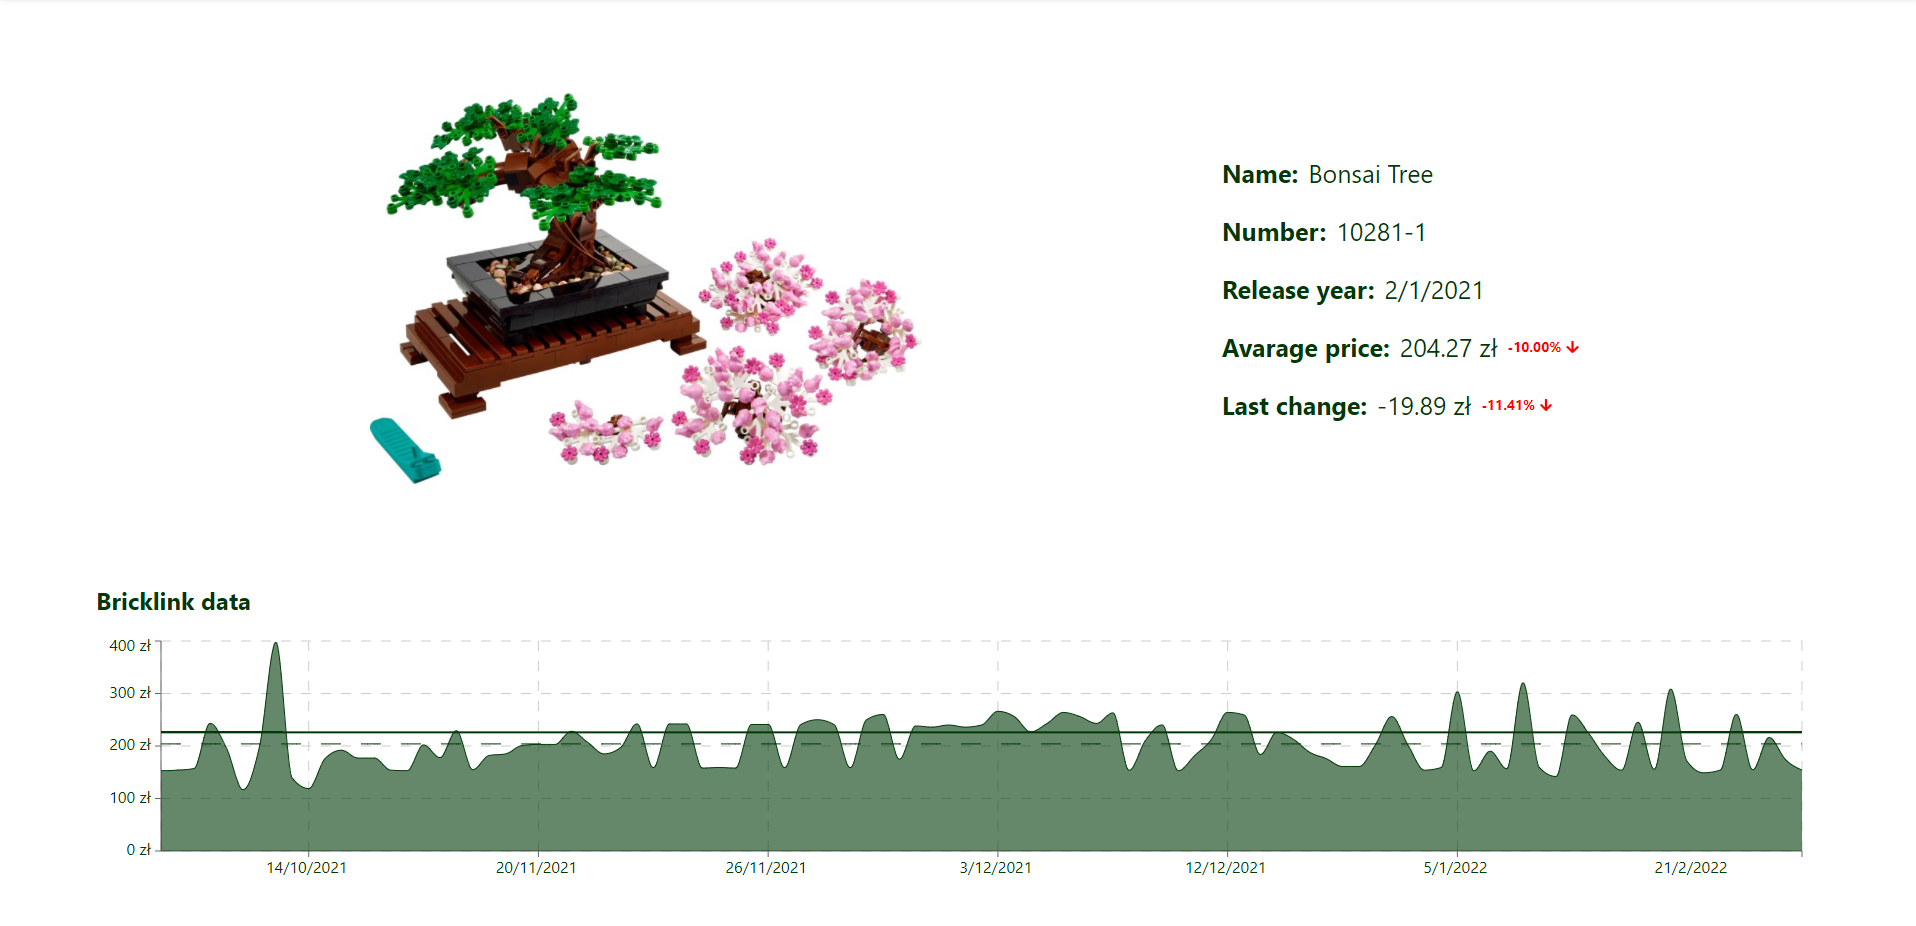 Name: Bonsai Tree
Number: 10281-1
Release year: 2/1/2021
Avarage price: 204.27 zł -10.00%
Last change: -19.89 zł -11.41%
Bricklink data
400 zł
300 zł
200 zł
100 zł
0 zł
14/10/2021 20/11/2021 26/11/2021 3/12/2021 12/12/2021 5/1/2022 21/2/2022